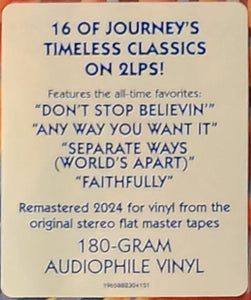 16 OF JOURNEY'S
TIMELESS CLASSICS
ON 2LPS!
Features the all-time favorites:
"DON'T STOP BELIEVIN'"
"ANY WAY YOU WANT IT"
"SEPARATE WAYS
(WORLD'S APART)"
"FAITHFULLY"
Remastered 2024 for vinyl from the
original stereo flat master tapes
180-GRAM
AUDIOPHILE VINYL